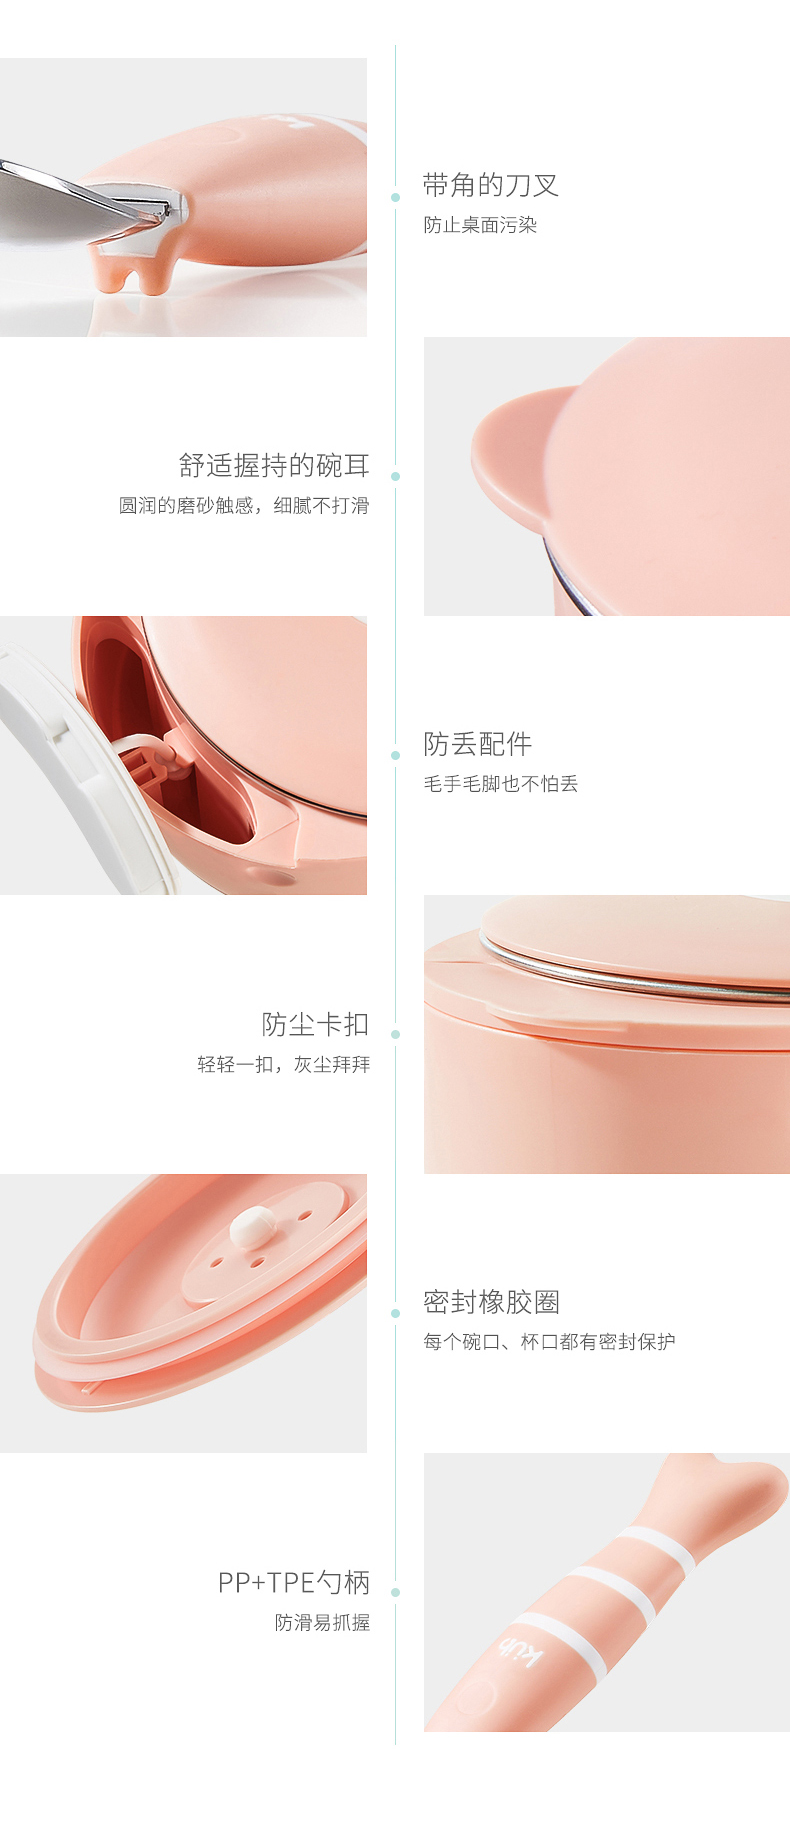 带角的刀叉
防止桌面污染
舒适握持的碗耳
圆润的磨砂触感，细腻不打滑
防丢配件
毛手毛脚也不怕丢
防尘卡扣
轻轻一扣，灰尘拜拜
密封橡胶圈
每个碗口、杯口都有密封保护
PP+TPE勺柄
防滑易抓握
küh